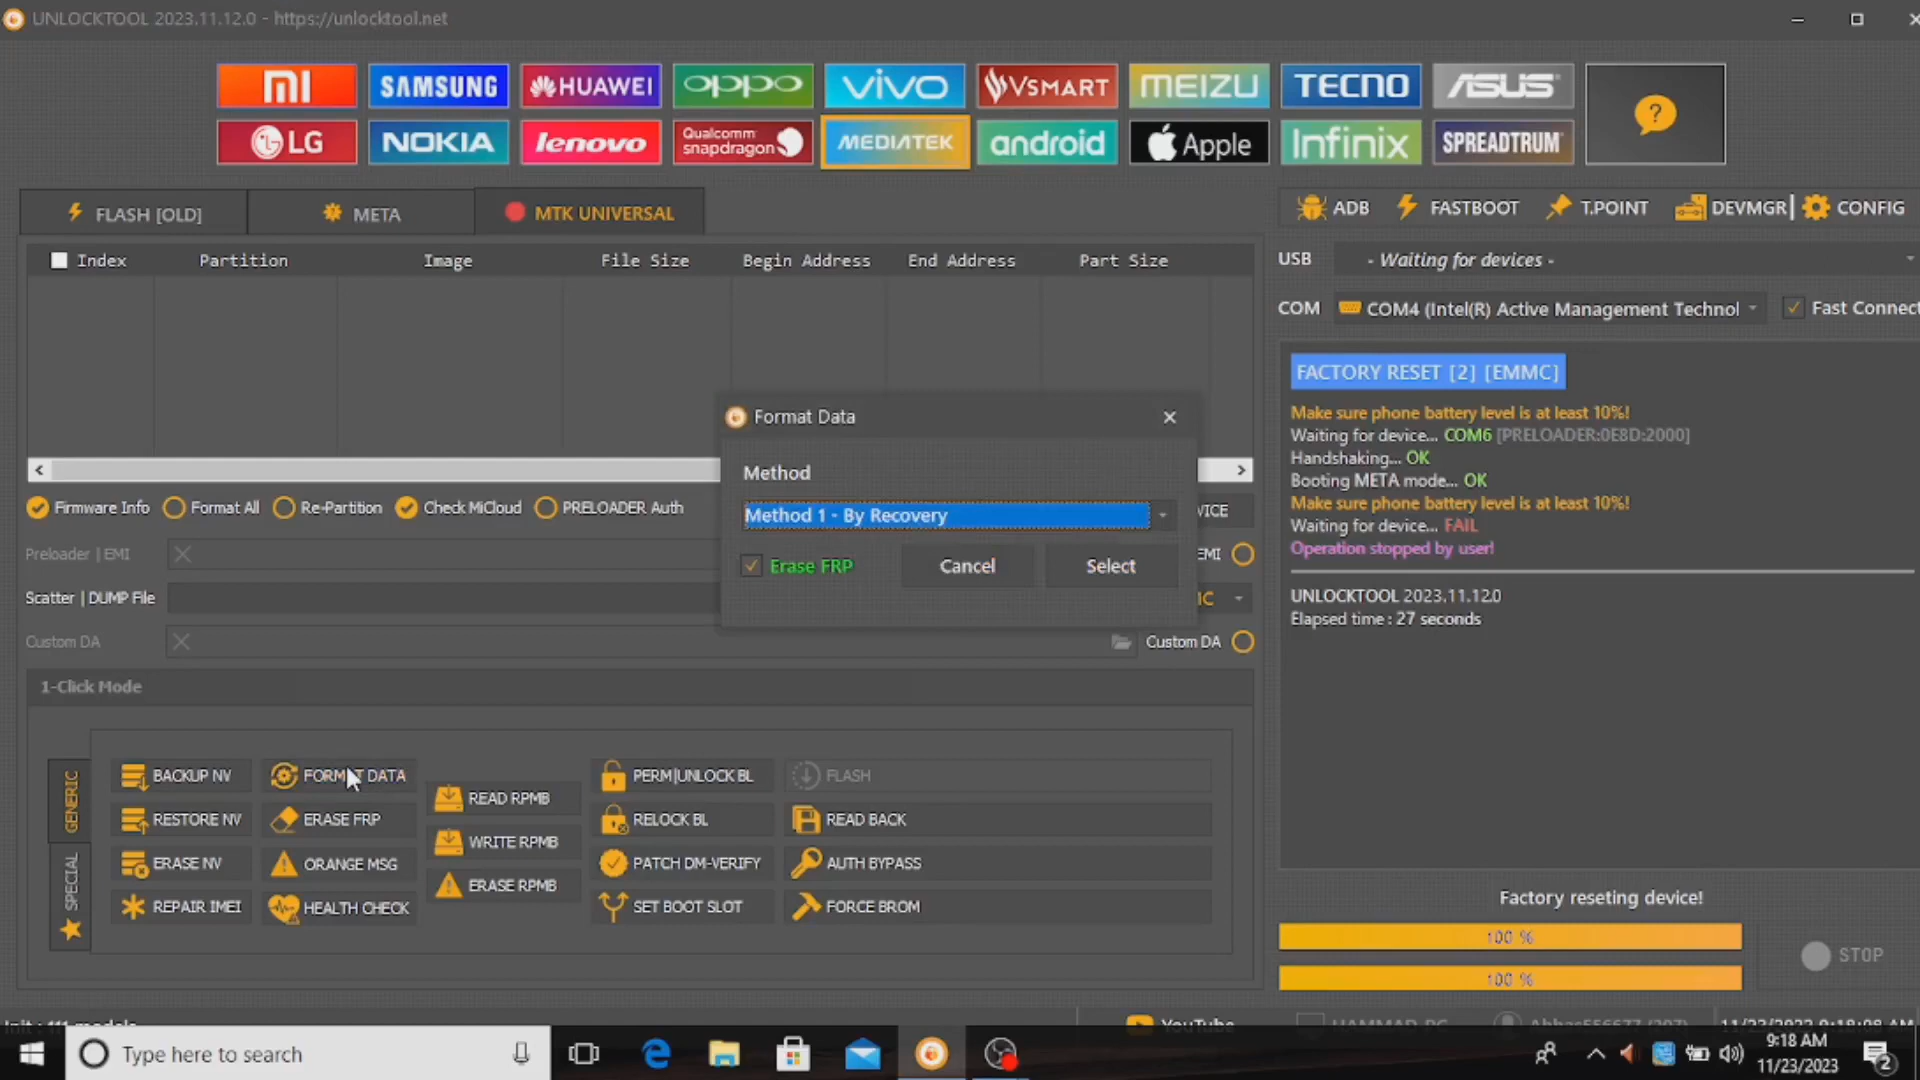 UNLOCKTOOL 2023.11.12.0 - https://unlocktool.net
MI SAMSUNG HUAWEI oppo vivo VSMART MEIZU TECNO ASUS ?
LG NOKIA lenovo Qualcomm snapdragon MEDIATEK android Apple Infinix SPREADTRUM
FLASH [OLD] META MTK UNIVERSAL
ADB FASTBOOT T.POINT DEVMGR CONFIG
Index Partition Image File Size Begin Address End Address Part Size
USB - Waiting for devices -
COM COM4 (Intel(R) Active Management Technol Fast Connect
FACTORY RESET [2] [EMMC]
Make sure phone battery level is at least 10%!
Waiting for device... COM6 [PRELOADER:0E8D:2000]
Handshaking... OK
Booting META mode... OK
Make sure phone battery level is at least 10%!
Waiting for device... FAIL
Operation stopped by user!
UNLOCKTOOL 2023.11.12.0
Elapsed time : 27 seconds
Format Data
Method
Method 1 - By Recovery
Erase FRP Cancel Select
Firmware Info Format All Re-Partition Check MiCloud PRELOADER Auth VICE
Preloader | EMI EMI
Scatter | DUMP File IC
Custom DA Custom DA
1-Click Mode
GENERIC
SPECIAL
BACKUP NV FORMAT DATA PERM|UNLOCK BL FLASH
READ RPMB
RESTORE NV ERASE FRP RELOCK BL READ BACK
WRITE RPMB
ERASE NV ORANGE MSG PATCH DM-VERIFY AUTH BYPASS
ERASE RPMB
REPAIR IMEI HEALTH CHECK SET BOOT SLOT FORCE BROM
Factory reseting device!
100 %
100 %
STOP
YouTube HAMMAD-PC
Type here to search
9:18 AM
11/23/2023
2